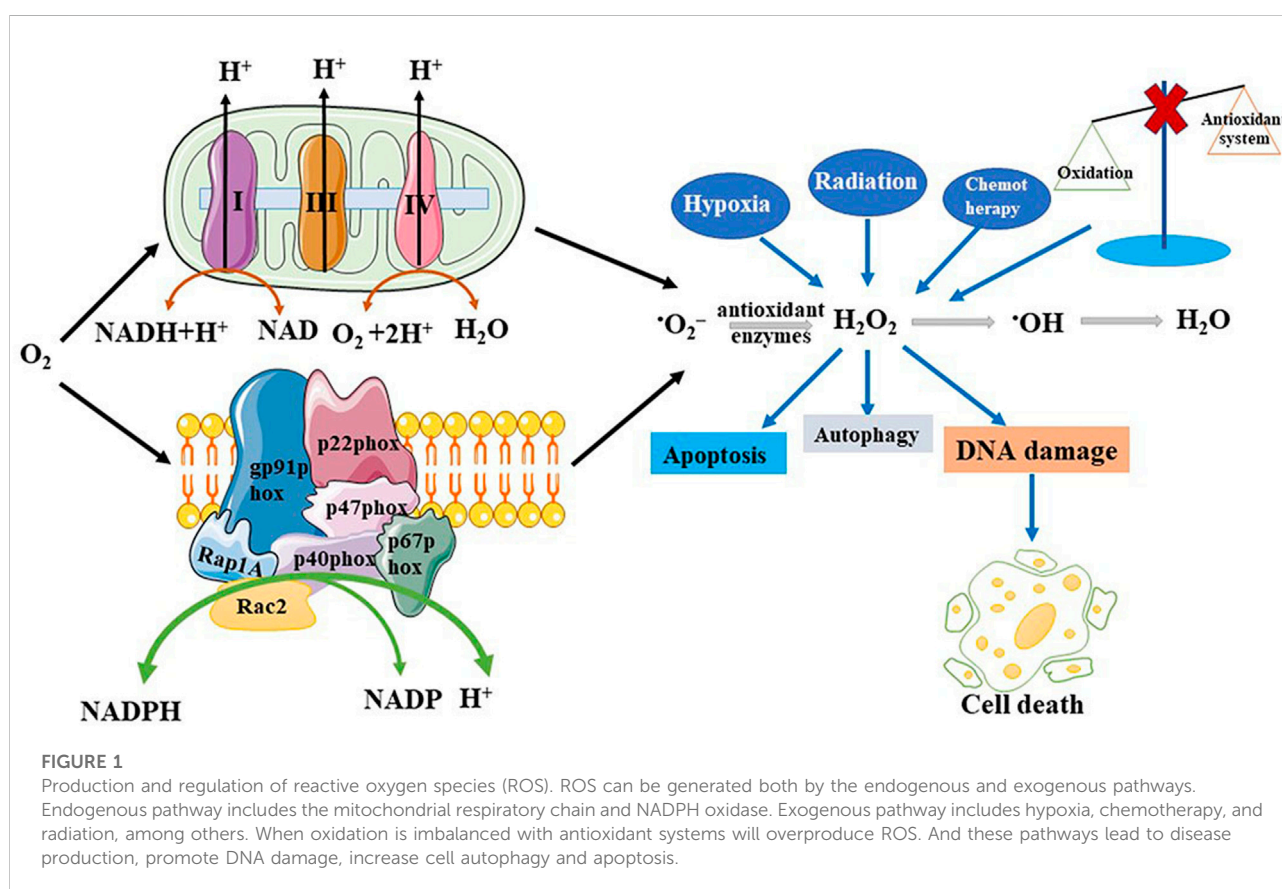 H⁺ H⁺ H⁺
I III IV
NADH+H⁺ NAD O₂ +2H⁺ H₂O
O₂
gp91p
hox
p22phox
p47phox
p40phox
p67p
hox
Rap1A
Rac2
NADPH NADP H⁺
Hypoxia
Radiation
Chemot
herapy
Oxidation
Antioxidant
system
·O₂⁻
antioxidant
enzymes
H₂O₂
·OH
H₂O
Apoptosis
Autophagy
DNA damage
Cell death
FIGURE 1
Production and regulation of reactive oxygen species (ROS). ROS can be generated both by the endogenous and exogenous pathways.
Endogenous pathway includes the mitochondrial respiratory chain and NADPH oxidase. Exogenous pathway includes hypoxia, chemotherapy, and
radiation, among others. When oxidation is imbalanced with antioxidant systems will overproduce ROS. And these pathways lead to disease
production, promote DNA damage, increase cell autophagy and apoptosis.